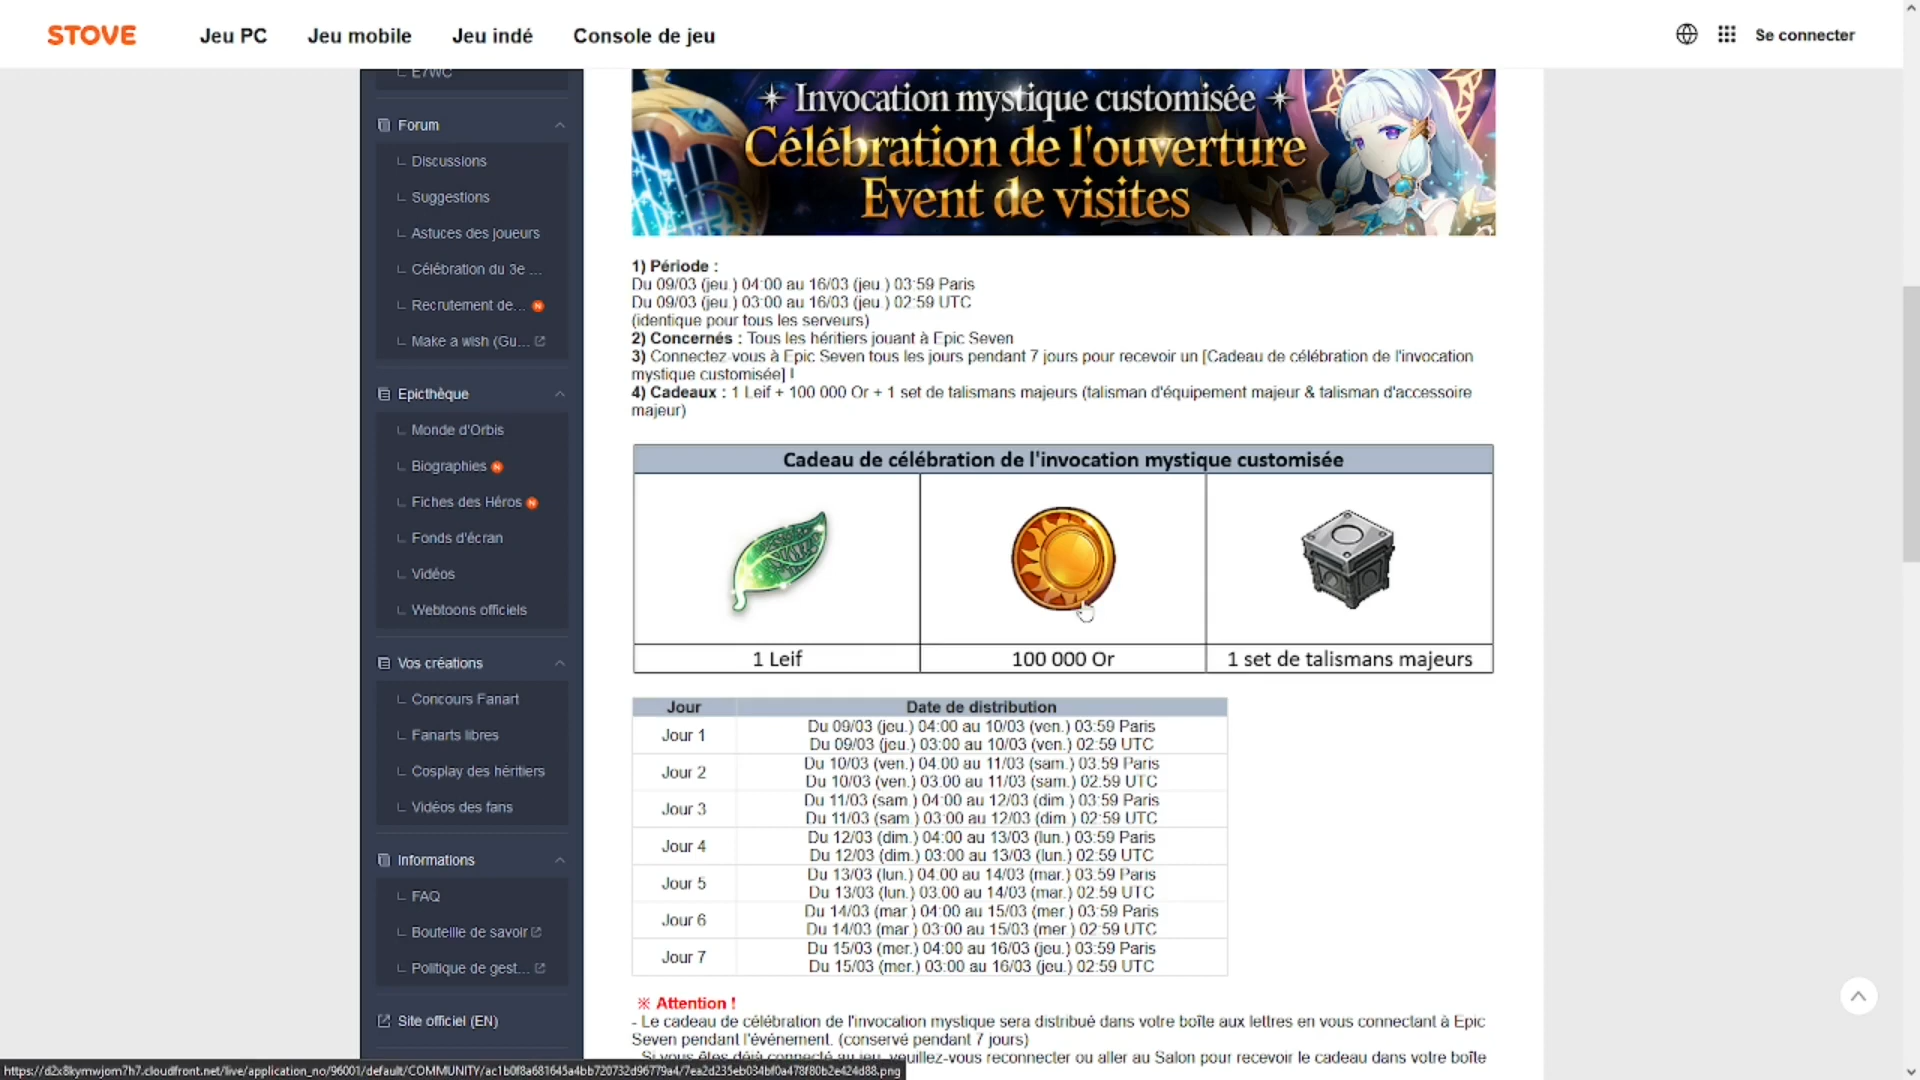 STOVE
Jeu PC
Jeu mobile
Jeu indé
Console de jeu
Se connecter
E7WC
Forum
Discussions
Suggestions
Astuces des joueurs
Célébration du 3e ...
Recrutement de... N
Make a wish (Gu...
Epicthèque
Monde d'Orbis
Biographies N
Fiches des Héros N
Fonds d'écran
Vidéos
Webtoons officiels
Vos créations
Concours Fanart
Fanarts libres
Cosplay des héritiers
Vidéos des fans
Informations
FAQ
Bouteille de savoir
Politique de gest...
Site officiel (EN)
Invocation mystique customisée
Célébration de l'ouverture
Event de visites
1) Période :
Du 09/03 (jeu.) 04:00 au 16/03 (jeu.) 03:59 Paris
Du 09/03 (jeu.) 03:00 au 16/03 (jeu.) 02:59 UTC
(identique pour tous les serveurs)
2) Concernés : Tous les héritiers jouant à Epic Seven
3) Connectez-vous à Epic Seven tous les jours pendant 7 jours pour recevoir un [Cadeau de célébration de l'invocation
mystique customisée] !
4) Cadeaux : 1 Leif + 100 000 Or + 1 set de talismans majeurs (talisman d'équipement majeur & talisman d'accessoire
majeur)
Cadeau de célébration de l'invocation mystique customisée
1 Leif
100 000 Or
1 set de talismans majeurs
Jour
Date de distribution
Jour 1
Du 09/03 (jeu.) 04:00 au 10/03 (ven.) 03:59 Paris
Du 09/03 (jeu.) 03:00 au 10/03 (ven.) 02:59 UTC
Jour 2
Du 10/03 (ven.) 04:00 au 11/03 (sam.) 03:59 Paris
Du 10/03 (ven.) 03:00 au 11/03 (sam.) 02:59 UTC
Jour 3
Du 11/03 (sam.) 04:00 au 12/03 (dim.) 03:59 Paris
Du 11/03 (sam.) 03:00 au 12/03 (dim.) 02:59 UTC
Jour 4
Du 12/03 (dim.) 04:00 au 13/03 (lun.) 03:59 Paris
Du 12/03 (dim.) 03:00 au 13/03 (lun.) 02:59 UTC
Jour 5
Du 13/03 (lun.) 04:00 au 14/03 (mar.) 03:59 Paris
Du 13/03 (lun.) 03:00 au 14/03 (mar.) 02:59 UTC
Jour 6
Du 14/03 (mar.) 04:00 au 15/03 (mer.) 03:59 Paris
Du 14/03 (mar.) 03:00 au 15/03 (mer.) 02:59 UTC
Jour 7
Du 15/03 (mer.) 04:00 au 16/03 (jeu.) 03:59 Paris
Du 15/03 (mer.) 03:00 au 16/03 (jeu.) 02:59 UTC
※ Attention !
- Le cadeau de célébration de l'invocation mystique sera distribué dans votre boîte aux lettres en vous connectant à Epic
Seven pendant l'événement. (conservé pendant 7 jours)
- Si vous êtes déjà connecté au jeu, veuillez-vous reconnecter ou aller au Salon pour recevoir le cadeau dans votre boîte
https://d2x8kymwjom7h7.cloudfront.net/live/application_no/96001/default/COMMUNITY/ac1b0f8a681645a4bb720732d96779a4/7ea2d235eb034bf0a478f80b2e424d88.png